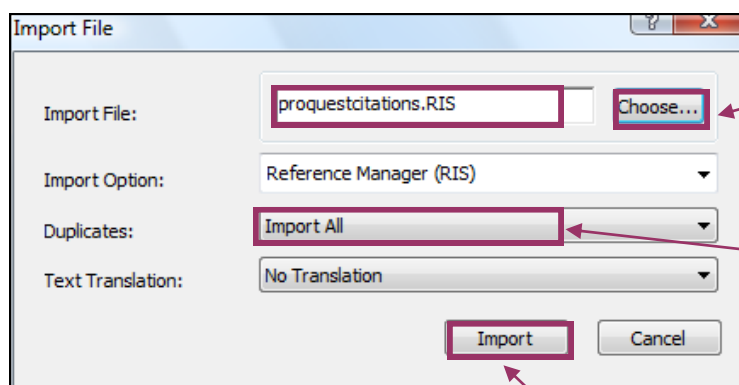 Import File
Import File: proquestcitations.RIS Choose...
Import Option: Reference Manager (RIS)
Duplicates: Import All
Text Translation: No Translation
Import Cancel